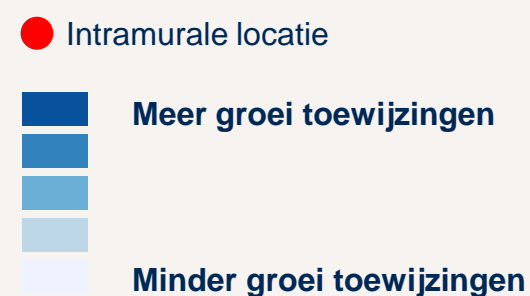 Intramurale locatie
Meer groei toewijzingen
Minder groei toewijzingen